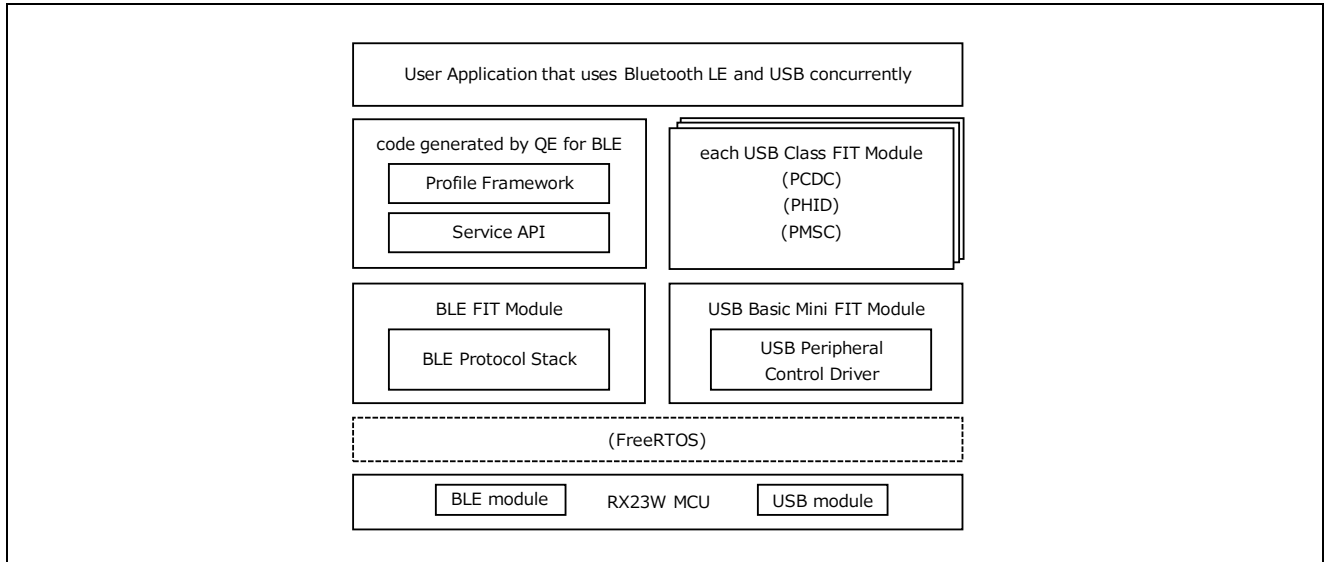 User Application that uses Bluetooth LE and USB concurrently
code generated by QE for BLE
Profile Framework
Service API
each USB Class FIT Module
(PCDC)
(PHID)
(PMSC)
BLE FIT Module
BLE Protocol Stack
USB Basic Mini FIT Module
USB Peripheral
Control Driver
(FreeRTOS)
BLE module
RX23W MCU
USB module